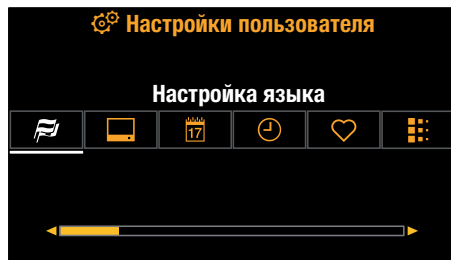 Настройки пользователя
Настройка языка
17